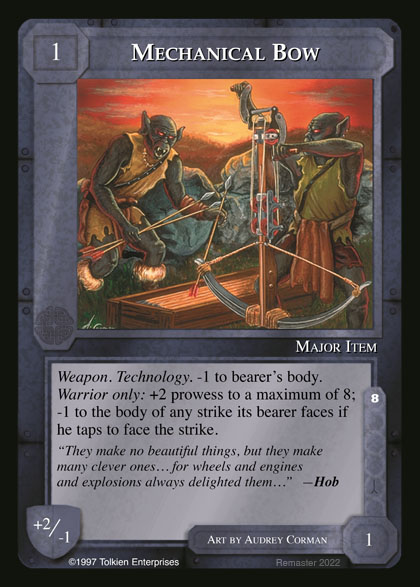 1
MECHANICAL BOW
MAJOR ITEM
Weapon. Technology. -1 to bearer's body.
Warrior only: +2 prowess to a maximum of 8;
-1 to the body of any strike its bearer faces if
he taps to face the strike.
8
“They make no beautiful things, but they make
many clever ones… for wheels and engines
and explosions always delighted them…” —Hob
+2/
-1
ART BY AUDREY CORMAN
1
©1997 Tolkien Enterprises
Remaster 2022